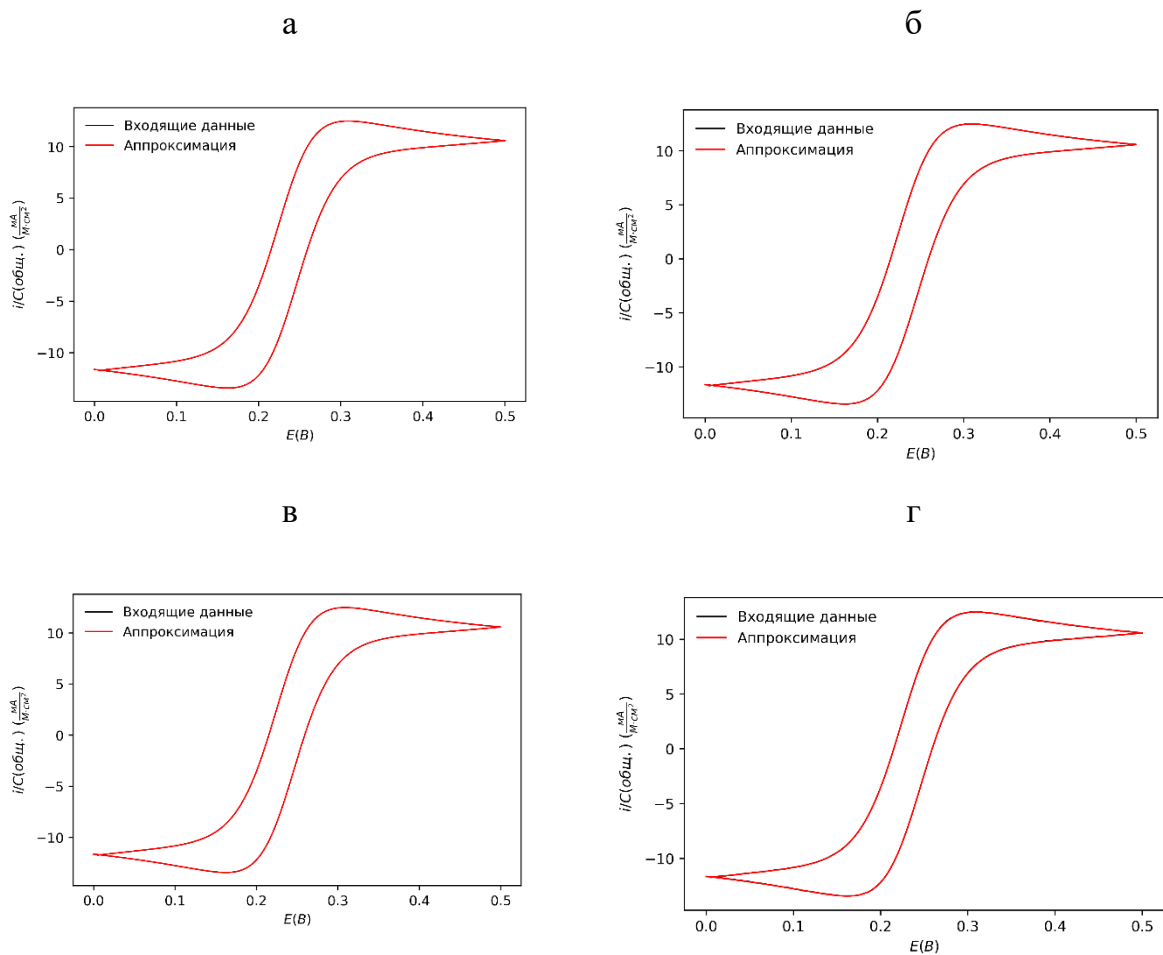 а
б
Входящие данные
Аппроксимация
10
5
0
−5
−10
i/C(общ.) (мА/М·см²)
0.0 0.1 0.2 0.3 0.4 0.5
E(В)
Входящие данные
Аппроксимация
10
5
0
−5
−10
i/C(общ.) (мА/М·см²)
0.0 0.1 0.2 0.3 0.4 0.5
E(В)
в
г
Входящие данные
Аппроксимация
10
5
0
−5
−10
i/C(общ.) (мА/М·см²)
0.0 0.1 0.2 0.3 0.4 0.5
E(В)
Входящие данные
Аппроксимация
10
5
0
−5
−10
i/C(общ.) (мА/М·см²)
0.0 0.1 0.2 0.3 0.4 0.5
E(В)